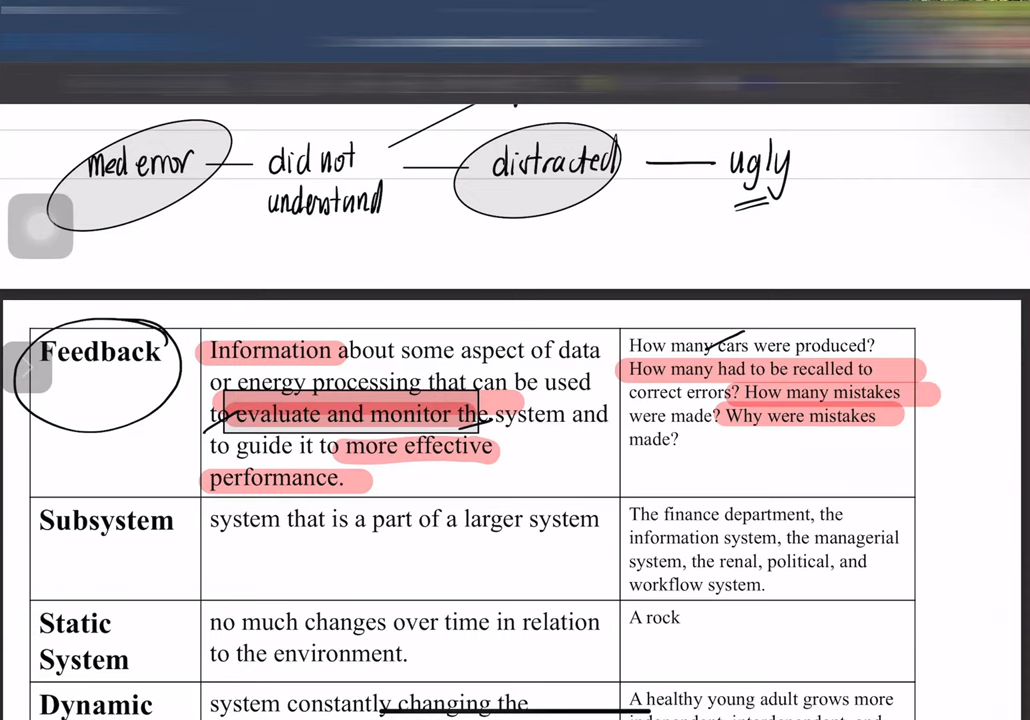 med error — did not — distracted — ugly
understand
Feedback
Information about some aspect of data
or energy processing that can be used
to evaluate and monitor the system and
to guide it to more effective
performance.
How many cars were produced?
How many had to be recalled to
correct errors? How many mistakes
were made? Why were mistakes
made?
Subsystem
system that is a part of a larger system
The finance department, the
information system, the managerial
system, the renal, political, and
workflow system.
Static
System
no much changes over time in relation
to the environment.
A rock
Dynamic
system constantly changing the
A healthy young adult grows more
independent, interdependent, and